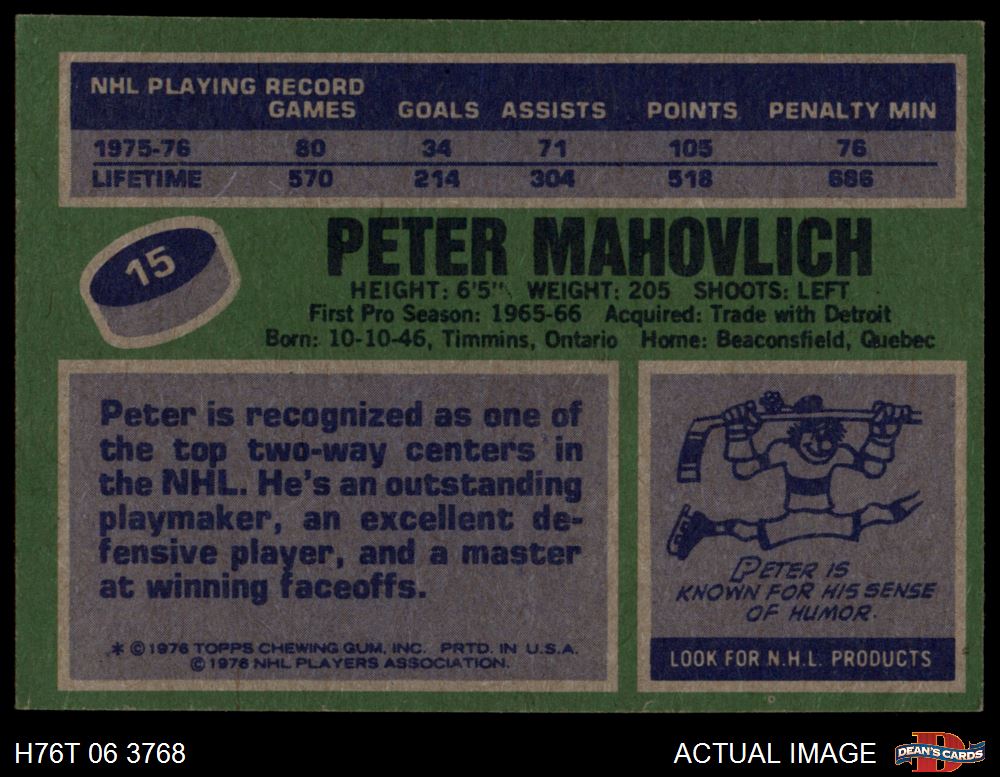 NHL PLAYING RECORD
GAMES GOALS ASSISTS POINTS PENALTY MIN
1975-76 80 34 71 105 76
LIFETIME 570 214 304 518 686
15
PETER MAHOVLICH
HEIGHT: 6'5" WEIGHT: 205 SHOOTS: LEFT
First Pro Season: 1965-66 Acquired: Trade with Detroit
Born: 10-10-46, Timmins, Ontario Home: Beaconsfield, Quebec
Peter is recognized as one of
the top two-way centers in
the NHL. He's an outstanding
playmaker, an excellent de-
fensive player, and a master
at winning faceoffs.
* © 1976 TOPPS CHEWING GUM, INC. PRTD. IN U.S.A.
© 1976 NHL PLAYERS ASSOCIATION.
PETER IS
KNOWN FOR HIS SENSE
OF HUMOR.
LOOK FOR N.H.L. PRODUCTS
H76T 06 3768
ACTUAL IMAGE
DEAN'S CARDS